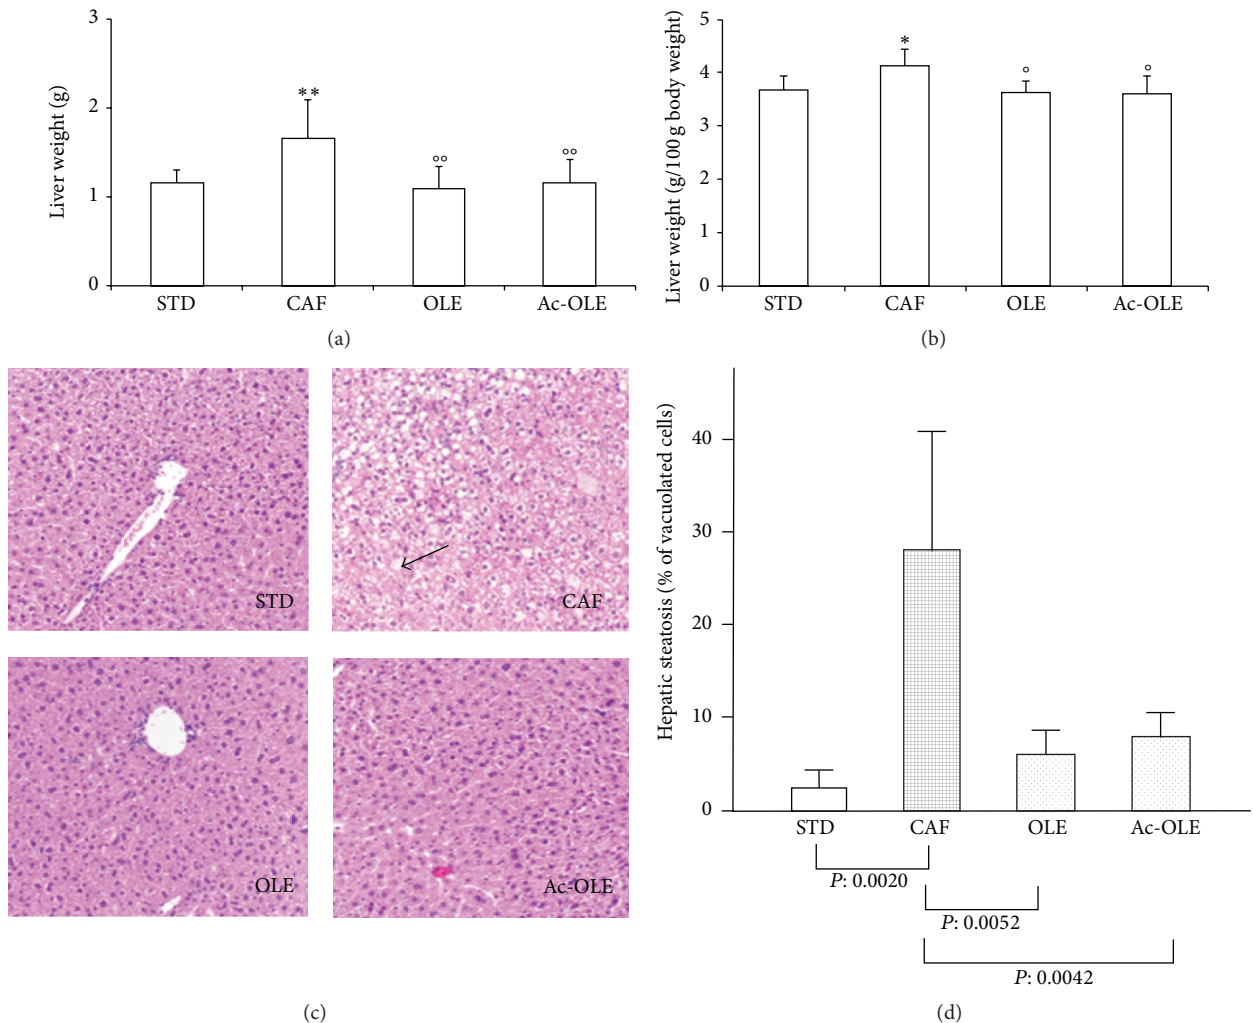 3
2
1
0
Liver weight (g)
**
°°
°°
STD CAF OLE Ac-OLE
(a)
5
4
3
2
1
0
Liver weight (g/100 g body weight)
*
°
°
STD CAF OLE Ac-OLE
(b)
STD
CAF
OLE
Ac-OLE
(c)
40
30
20
10
0
Hepatic steatosis (% of vacuolated cells)
STD CAF OLE Ac-OLE
P: 0.0020
P: 0.0052
P: 0.0042
(d)